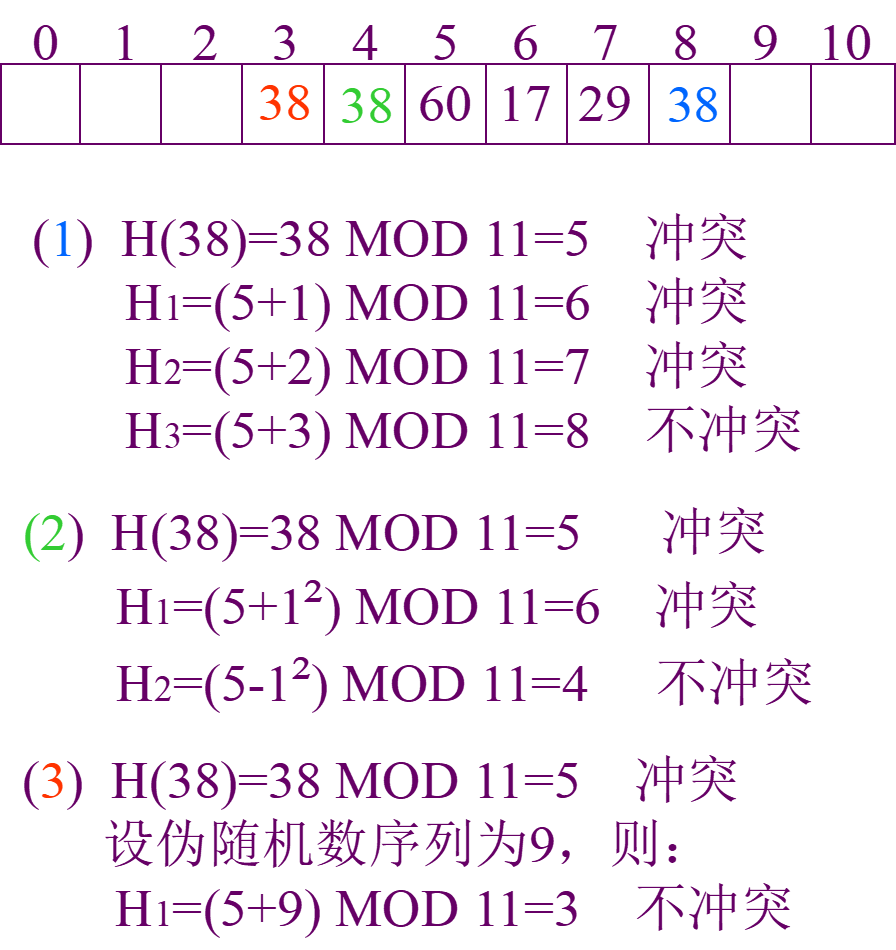 0 1 2 3 4 5 6 7 8 9 10
38 38 60 17 29 38
(1) H(38)=38 MOD 11=5 冲突
H1=(5+1) MOD 11=6 冲突
H2=(5+2) MOD 11=7 冲突
H3=(5+3) MOD 11=8 不冲突
(2) H(38)=38 MOD 11=5 冲突
H1=(5+1²) MOD 11=6 冲突
H2=(5-1²) MOD 11=4 不冲突
(3) H(38)=38 MOD 11=5 冲突
设伪随机数序列为9，则：
H1=(5+9) MOD 11=3 不冲突